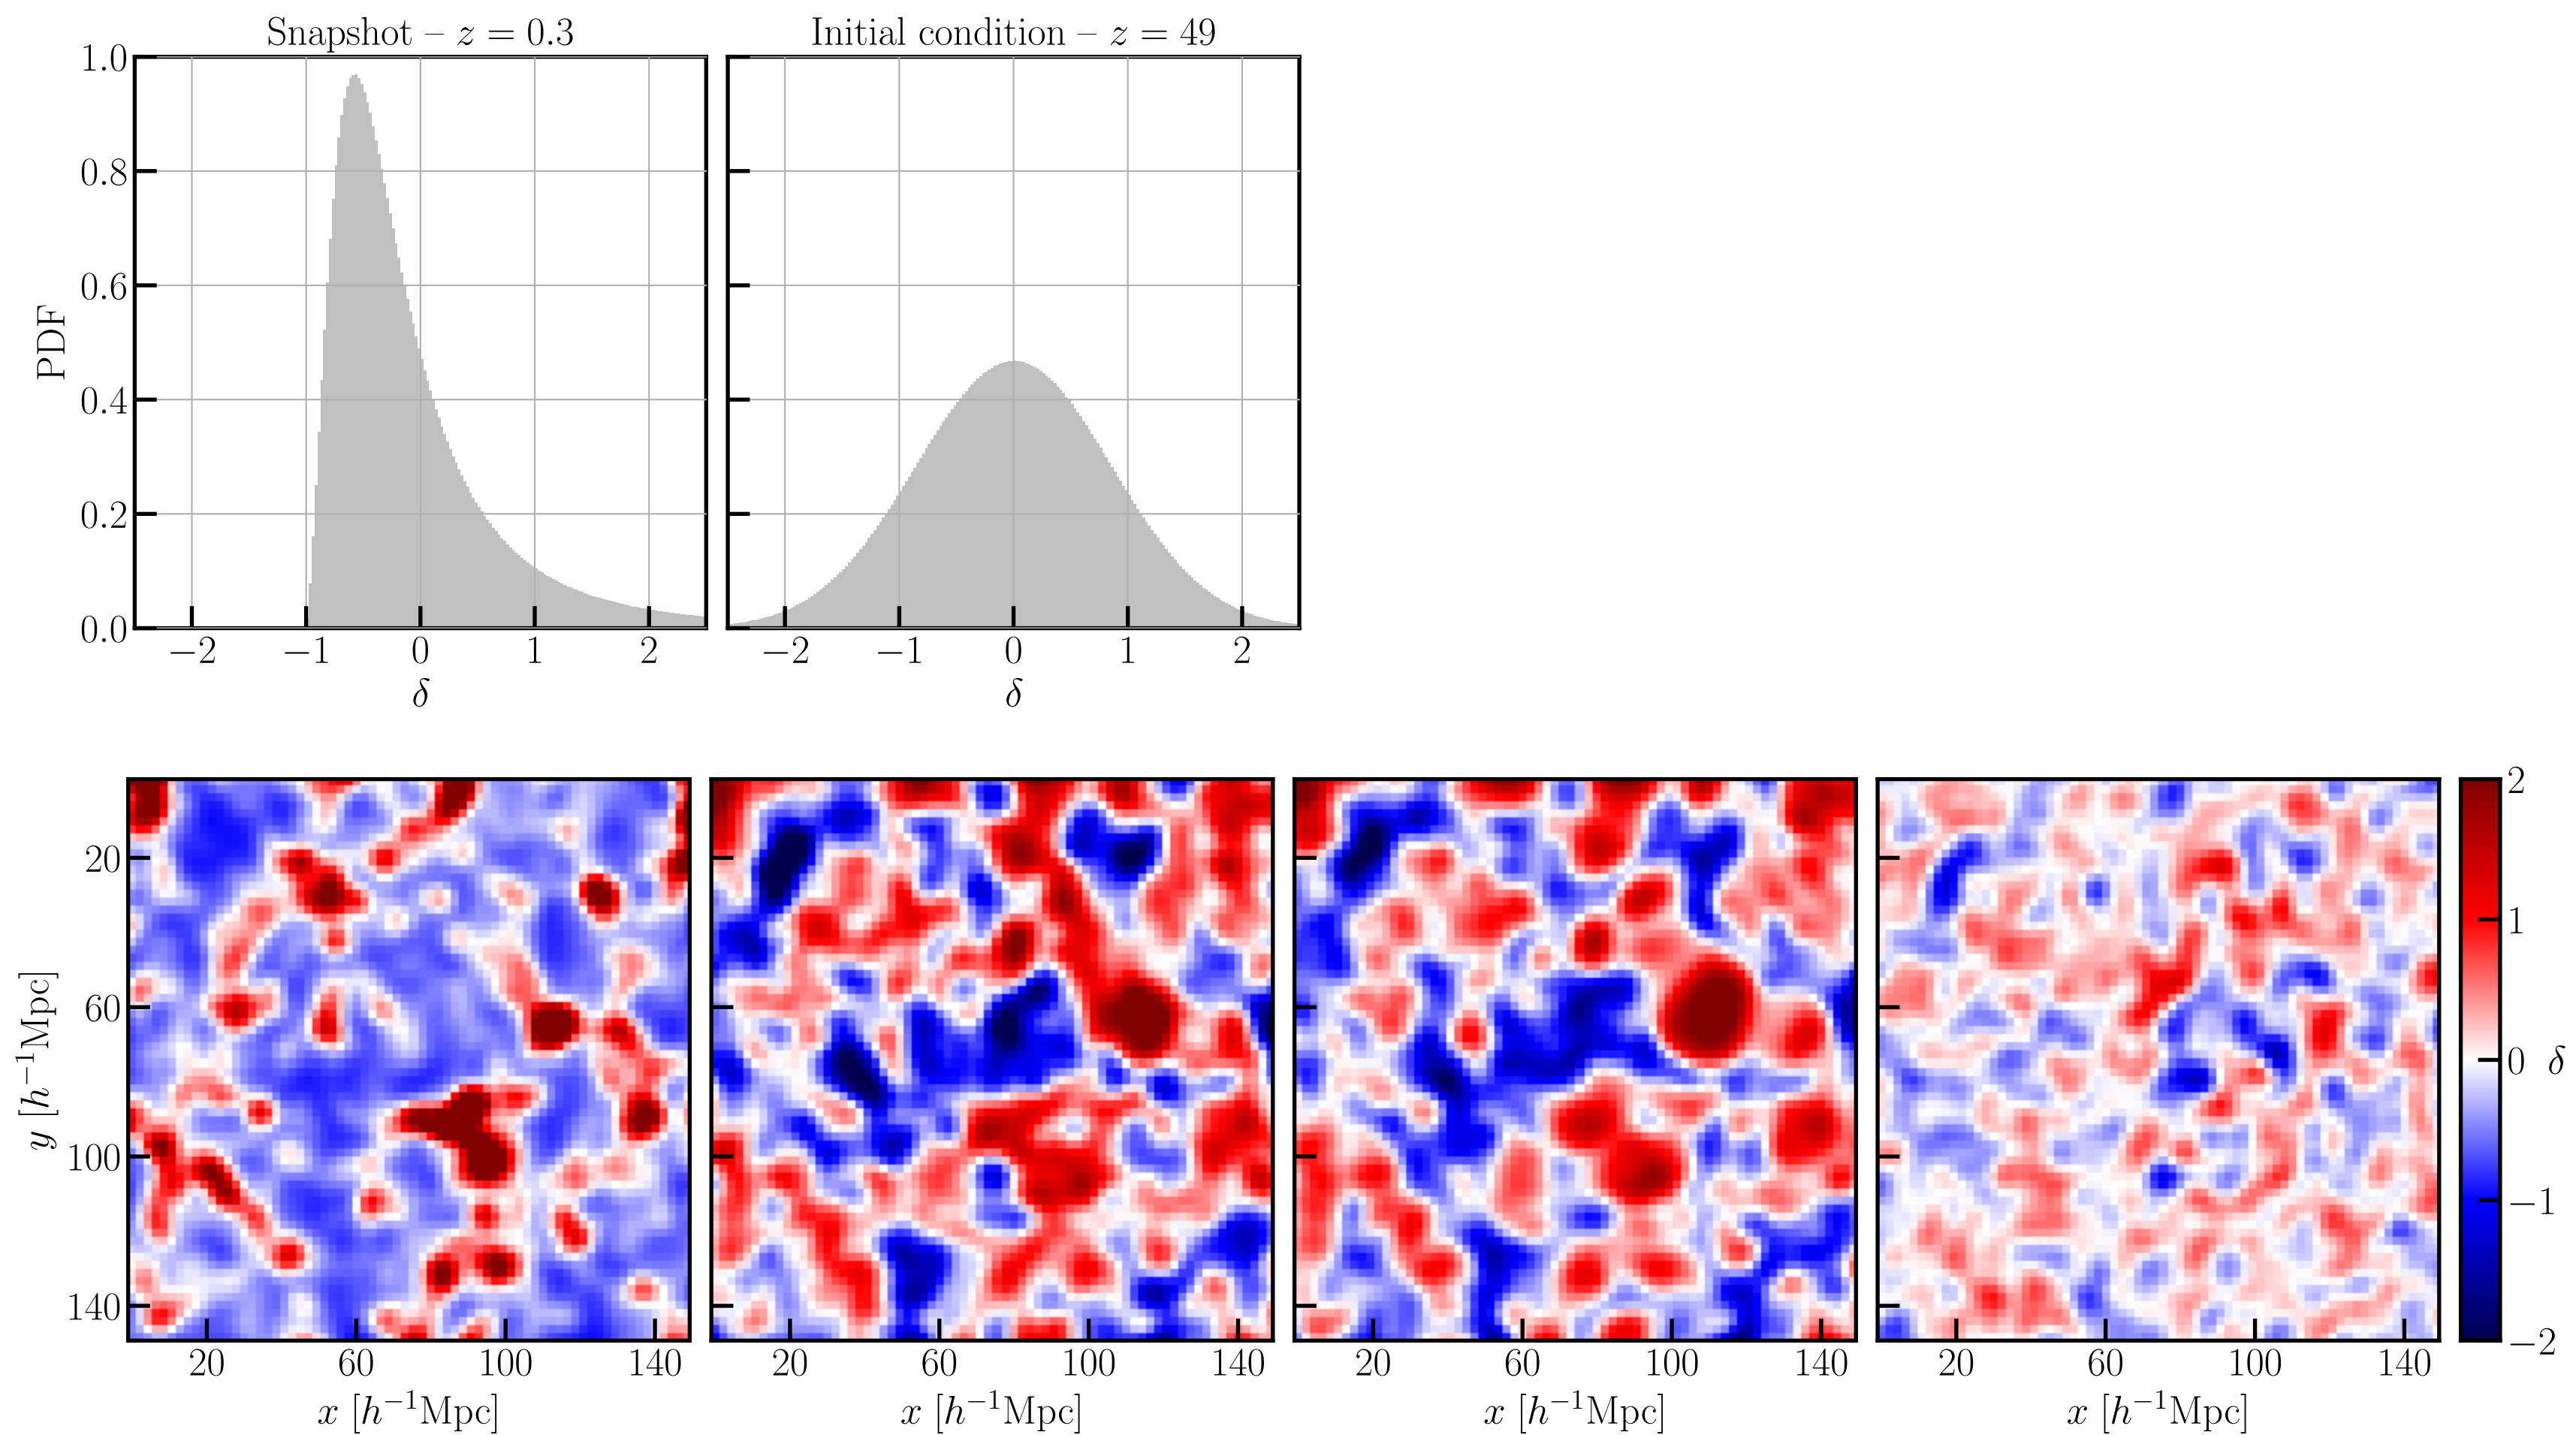 Snapshot – z = 0.3
Initial condition – z = 49
PDF
1.0
0.8
0.6
0.4
0.2
0.0
−2 −1 0 1 2
−2 −1 0 1 2
δ
δ
y [h⁻¹Mpc]
20
60
100
140
20 60 100 140
20 60 100 140
20 60 100 140
20 60 100 140
x [h⁻¹Mpc]
x [h⁻¹Mpc]
x [h⁻¹Mpc]
x [h⁻¹Mpc]
2
1
0
−1
−2
δ